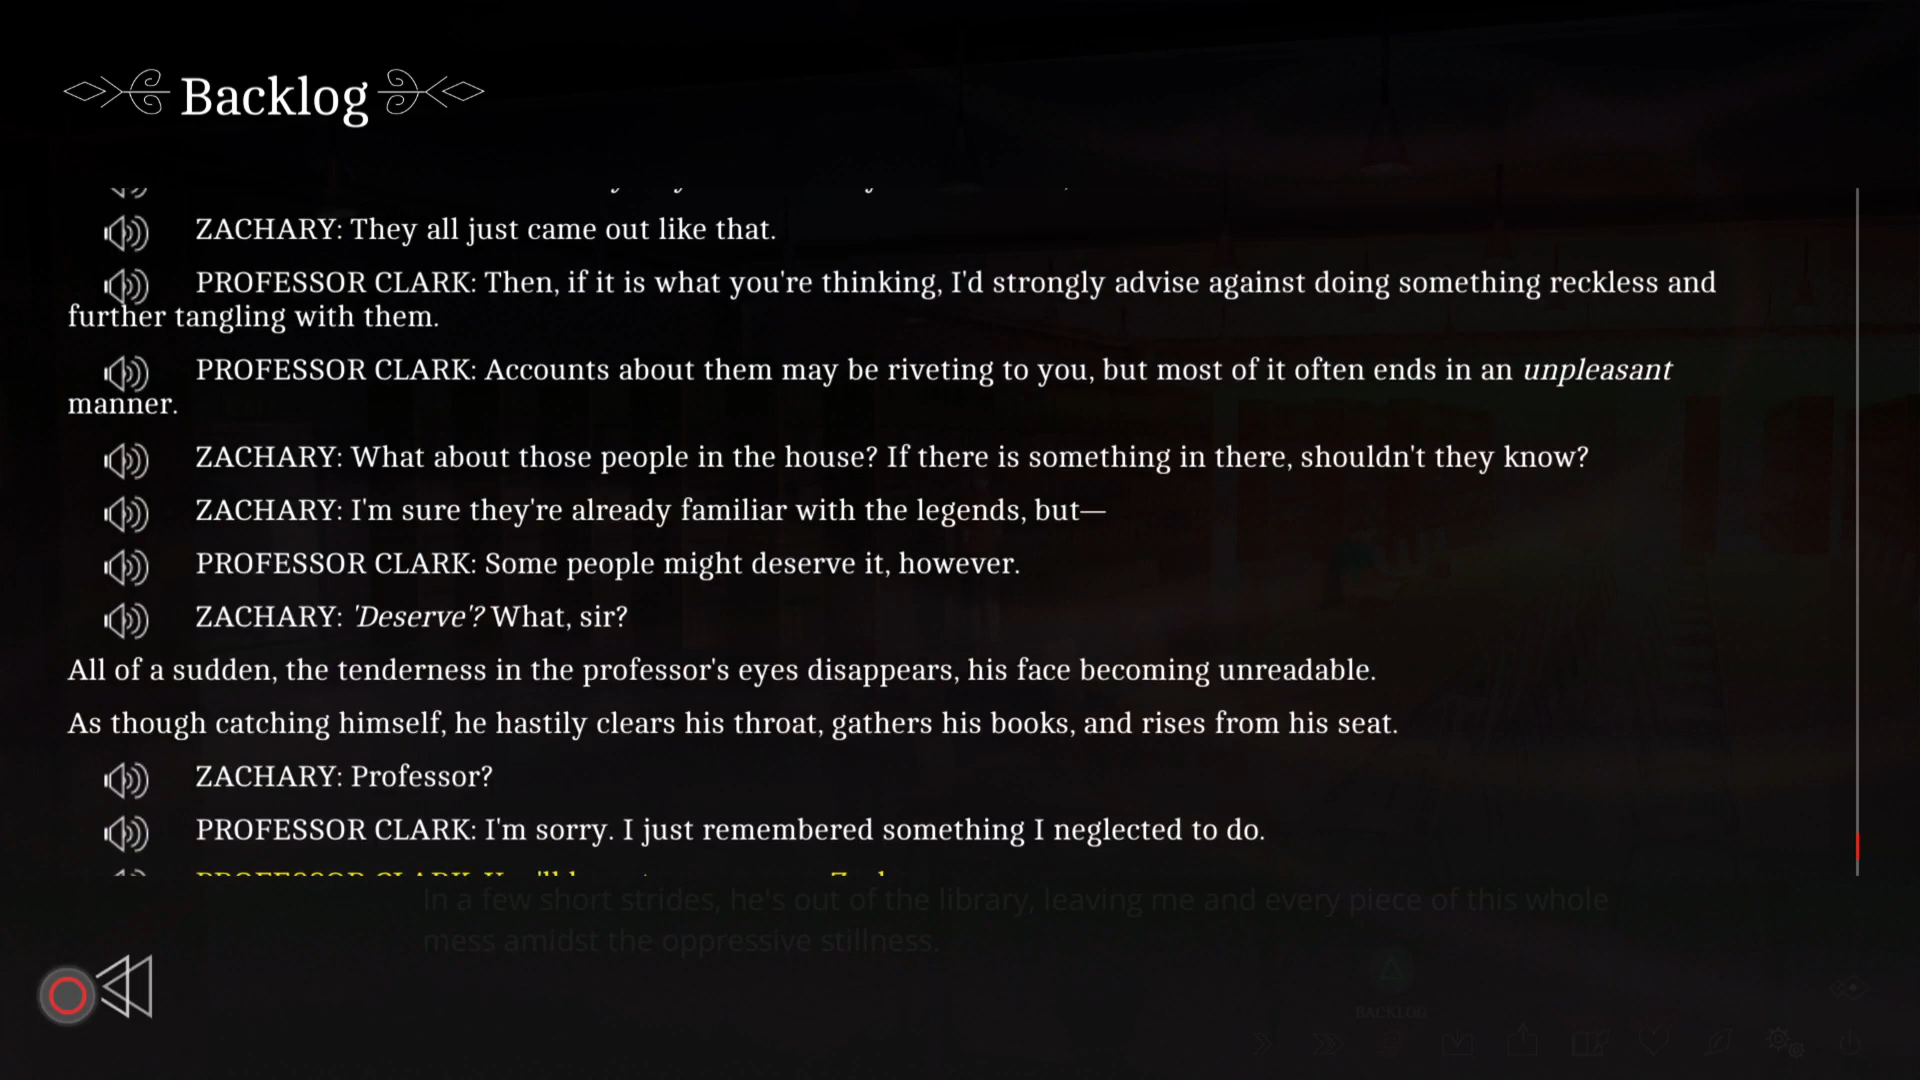 Backlog
ZACHARY: They all just came out like that.
PROFESSOR CLARK: Then, if it is what you're thinking, I'd strongly advise against doing something reckless and
further tangling with them.
PROFESSOR CLARK: Accounts about them may be riveting to you, but most of it often ends in an unpleasant
manner.
ZACHARY: What about those people in the house? If there is something in there, shouldn't they know?
ZACHARY: I'm sure they're already familiar with the legends, but—
PROFESSOR CLARK: Some people might deserve it, however.
ZACHARY: 'Deserve'? What, sir?
All of a sudden, the tenderness in the professor's eyes disappears, his face becoming unreadable.
As though catching himself, he hastily clears his throat, gathers his books, and rises from his seat.
ZACHARY: Professor?
PROFESSOR CLARK: I'm sorry. I just remembered something I neglected to do.
PROFESSOR CLARK:
In a few short strides, he's out of the library, leaving me and every piece of this whole
mess amidst the oppressive stillness.
BACKLOG